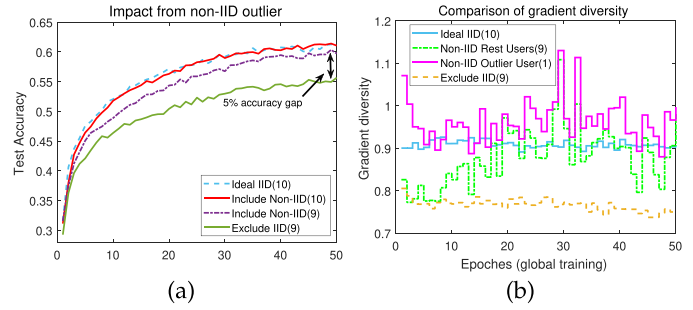 Impact from non-IID outlier
Test Accuracy
0.65
0.6
0.55
0.5
0.45
0.4
0.35
0.3
5% accuracy gap
Ideal IID(10)
Include Non-IID(10)
Include Non-IID(9)
Exclude IID(9)
0
10
20
30
40
50
(a)
Comparison of gradient diversity
Gradient diversity
1.2
1.1
1
0.9
0.8
0.7
Ideal IID(10)
Non-IID Rest Users(9)
Non-IID Outlier User(1)
Exclude IID(9)
0
10
20
30
40
50
Epoches (global training)
(b)